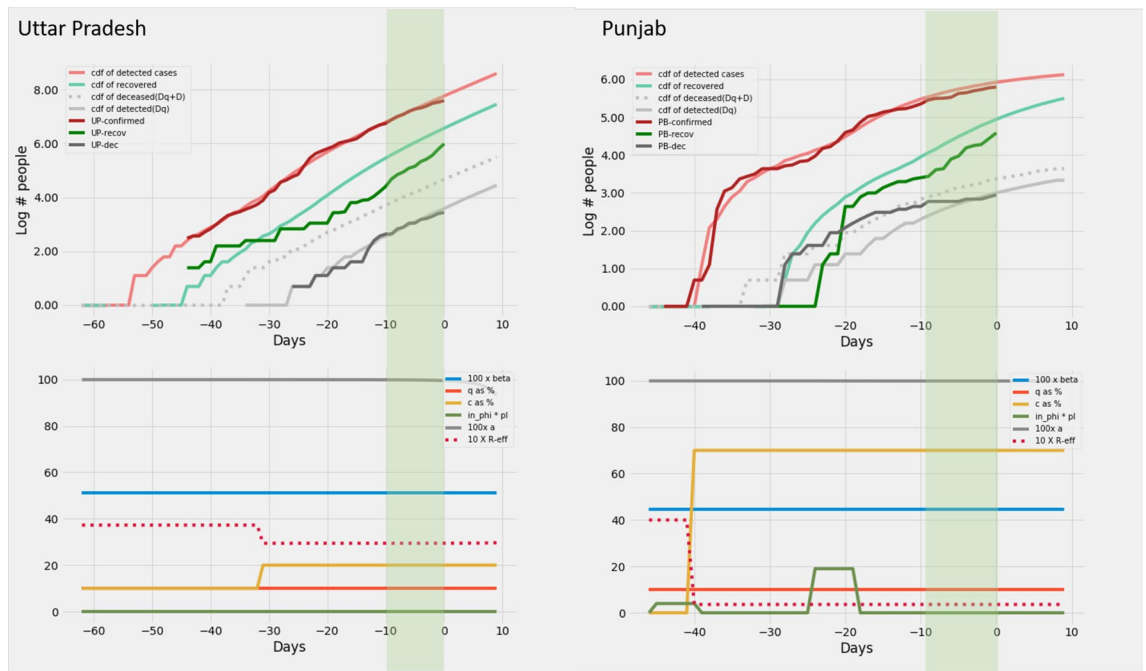 Uttar Pradesh
Punjab
cdf of detected cases
cdf of recovered
cdf of deceased(Dq+D)
cdf of detected(Dq)
UP-confirmed
UP-recov
UP-dec
Log # people
8.00
6.00
4.00
2.00
0.00
−60
−50
−40
−30
−20
−10
0
10
Days
cdf of detected cases
cdf of recovered
cdf of deceased(Dq+D)
cdf of detected(Dq)
PB-confirmed
PB-recov
PB-dec
Log # people
6.00
5.00
4.00
3.00
2.00
1.00
0.00
−40
−30
−20
−10
0
10
Days
100 x beta
q as %
c as %
in_phi * pl
100x a
10 X R-eff
100
80
60
40
20
0
−60
−50
−40
−30
−20
−10
0
10
Days
100 x beta
q as %
c as %
in_phi * pl
100x a
10 X R-eff
100
80
60
40
20
0
−40
−30
−20
−10
0
10
Days